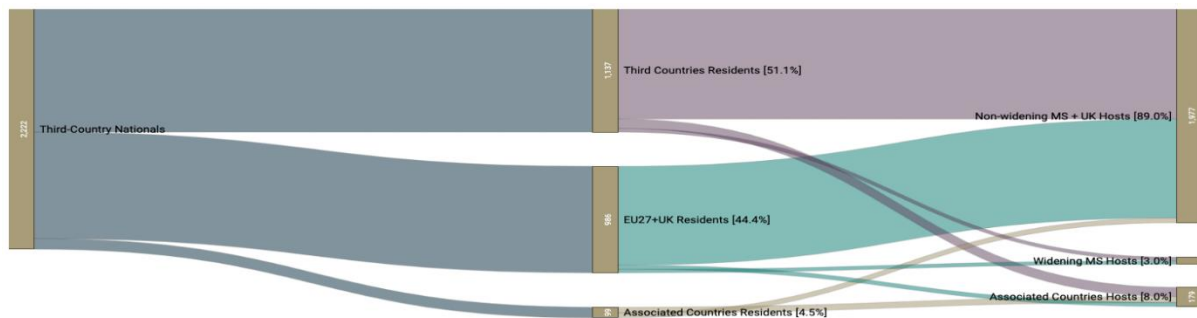 2,222
Third-Country Nationals
1,137
Third Countries Residents [51.1%]
986
EU27+UK Residents [44.4%]
99
Associated Countries Residents [4.5%]
Non-widening MS + UK Hosts [89.0%]
1,977
Widening MS Hosts [3.0%]
Associated Countries Hosts [8.0%]
179